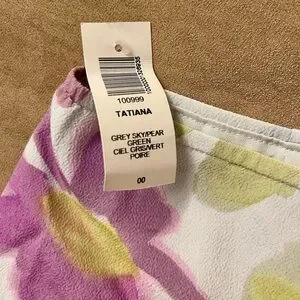 100999
TATIANA
GREY SKY/PEAR
GREEN
CIEL GRIS/VERT
POIRE
00